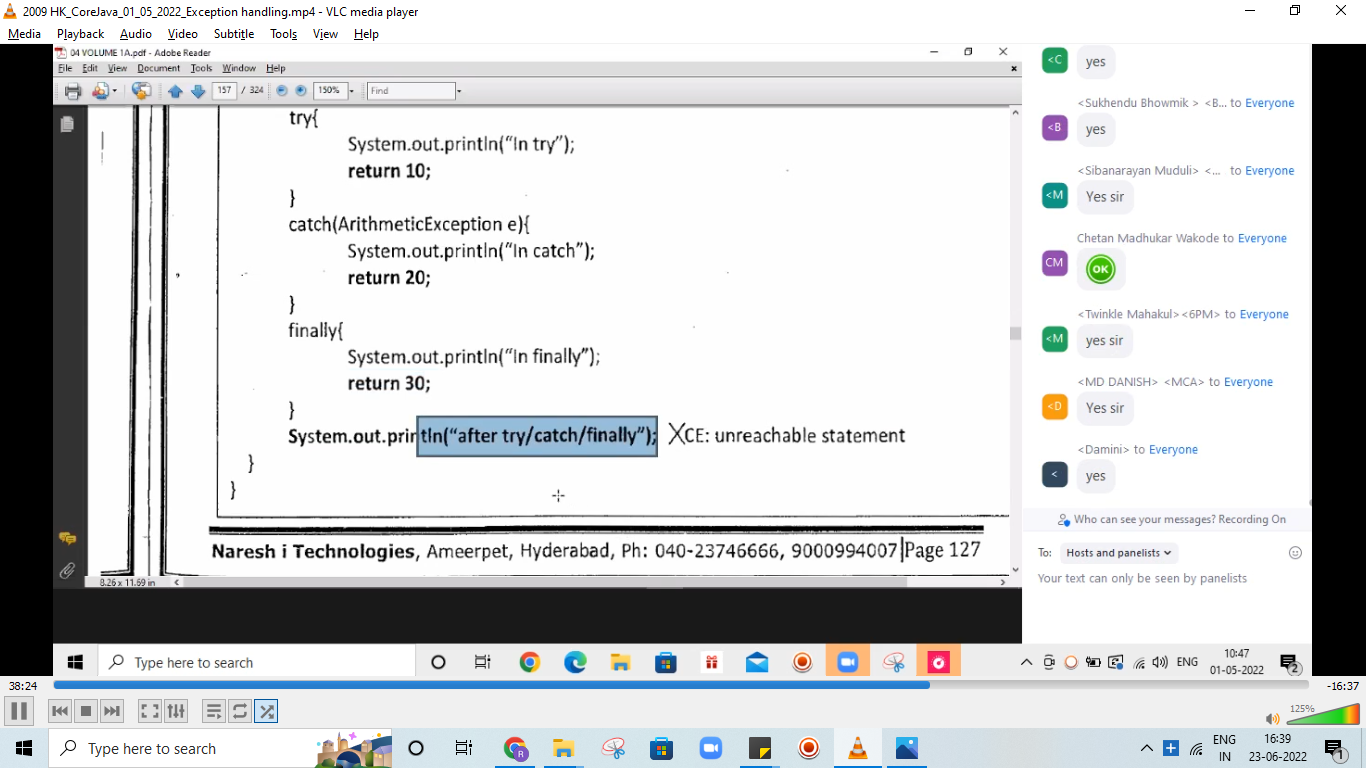 2009 HK_CoreJava_01_05_2022_Exception handling.mp4 - VLC media player
Media Playback Audio Video Subtitle Tools View Help
04 VOLUME 1A.pdf - Adobe Reader
File Edit View Document Tools Window Help
157 / 324 150% Find
try{
System.out.println(“In try”);
return 10;
}
catch(ArithmeticException e){
System.out.println(“In catch”);
return 20;
}
finally{
System.out.println(“In finally”);
return 30;
}
System.out.println(“after try/catch/finally”); XCE: unreachable statement
}
}
Naresh i Technologies, Ameerpet, Hyderabad, Ph: 040-23746666, 9000994007|Page 127
8.26 x 11.69 in
<C yes
<Sukhendu Bhowmik > <B... to Everyone
<B yes
<Sibanarayan Muduli> <... to Everyone
<M Yes sir
Chetan Madhukar Wakode to Everyone
CM OK
<Twinkle Mahakul><6PM> to Everyone
<M yes sir
<MD DANISH> <MCA> to Everyone
<D Yes sir
<Damini> to Everyone
< yes
Who can see your messages? Recording On
To: Hosts and panelists
Your text can only be seen by panelists
Type here to search
ENG
10:47
01-05-2022
2
38:24 -16:37
125%
Type here to search
R
ENG
IN
16:39
23-06-2022
1